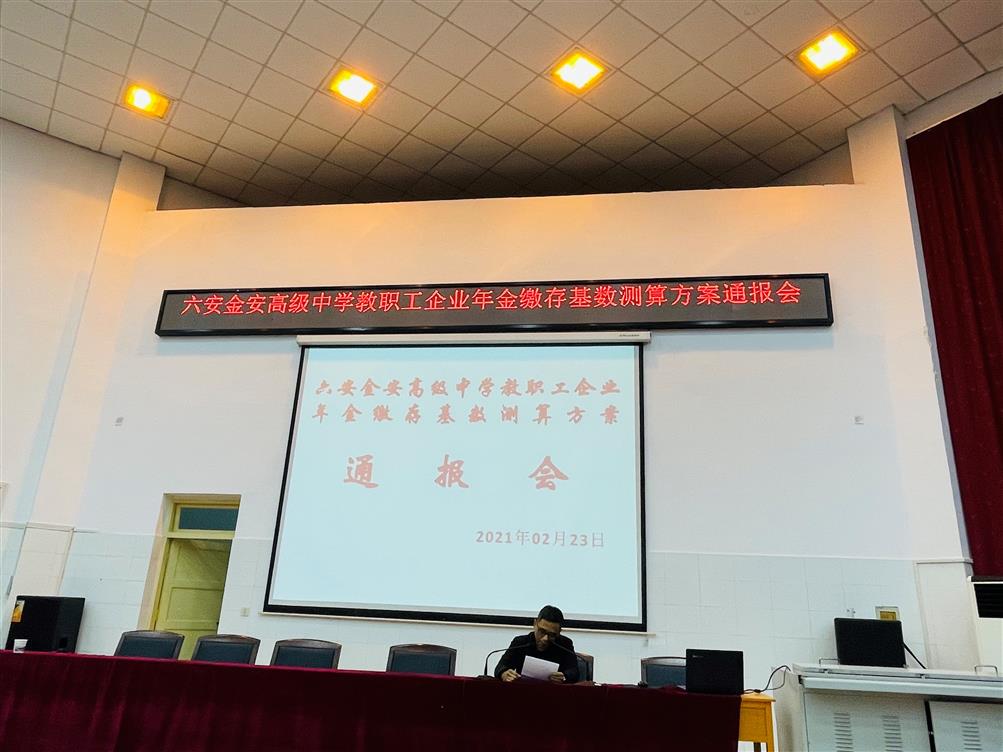 六安金安高级中学教职工企业年金缴存基数测算方案通报会
六安金安高级中学教职工企业
年金缴存基数测算方案
通报会
2021年02月23日